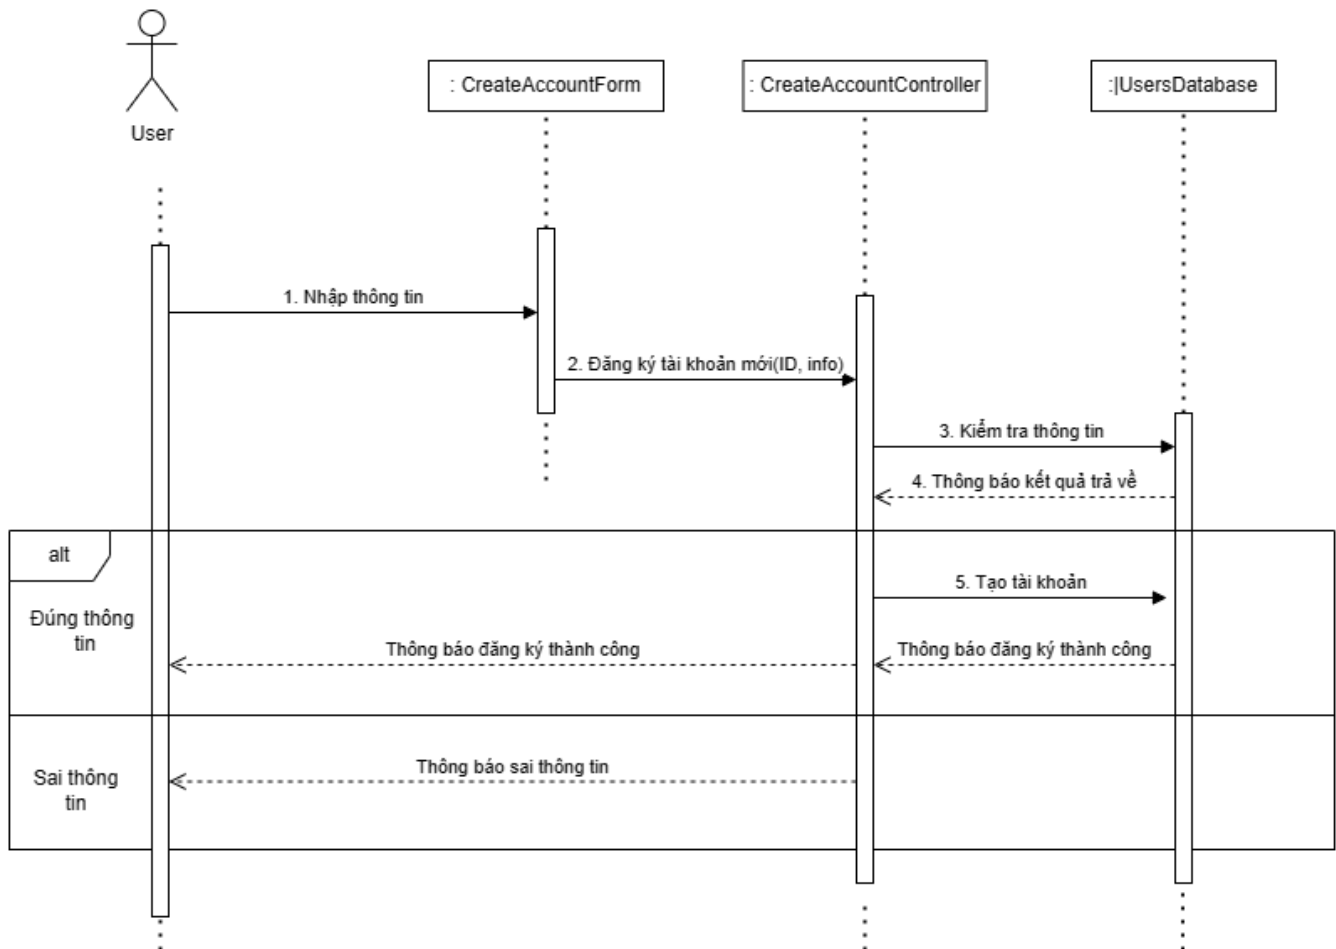 User
: CreateAccountForm
: CreateAccountController
:|UsersDatabase
1. Nhập thông tin
2. Đăng ký tài khoản mới(ID, info)
3. Kiểm tra thông tin
4. Thông báo kết quả trả về
alt
5. Tạo tài khoản
Đúng thông
tin
Thông báo đăng ký thành công
Thông báo đăng ký thành công
Sai thông
tin
Thông báo sai thông tin